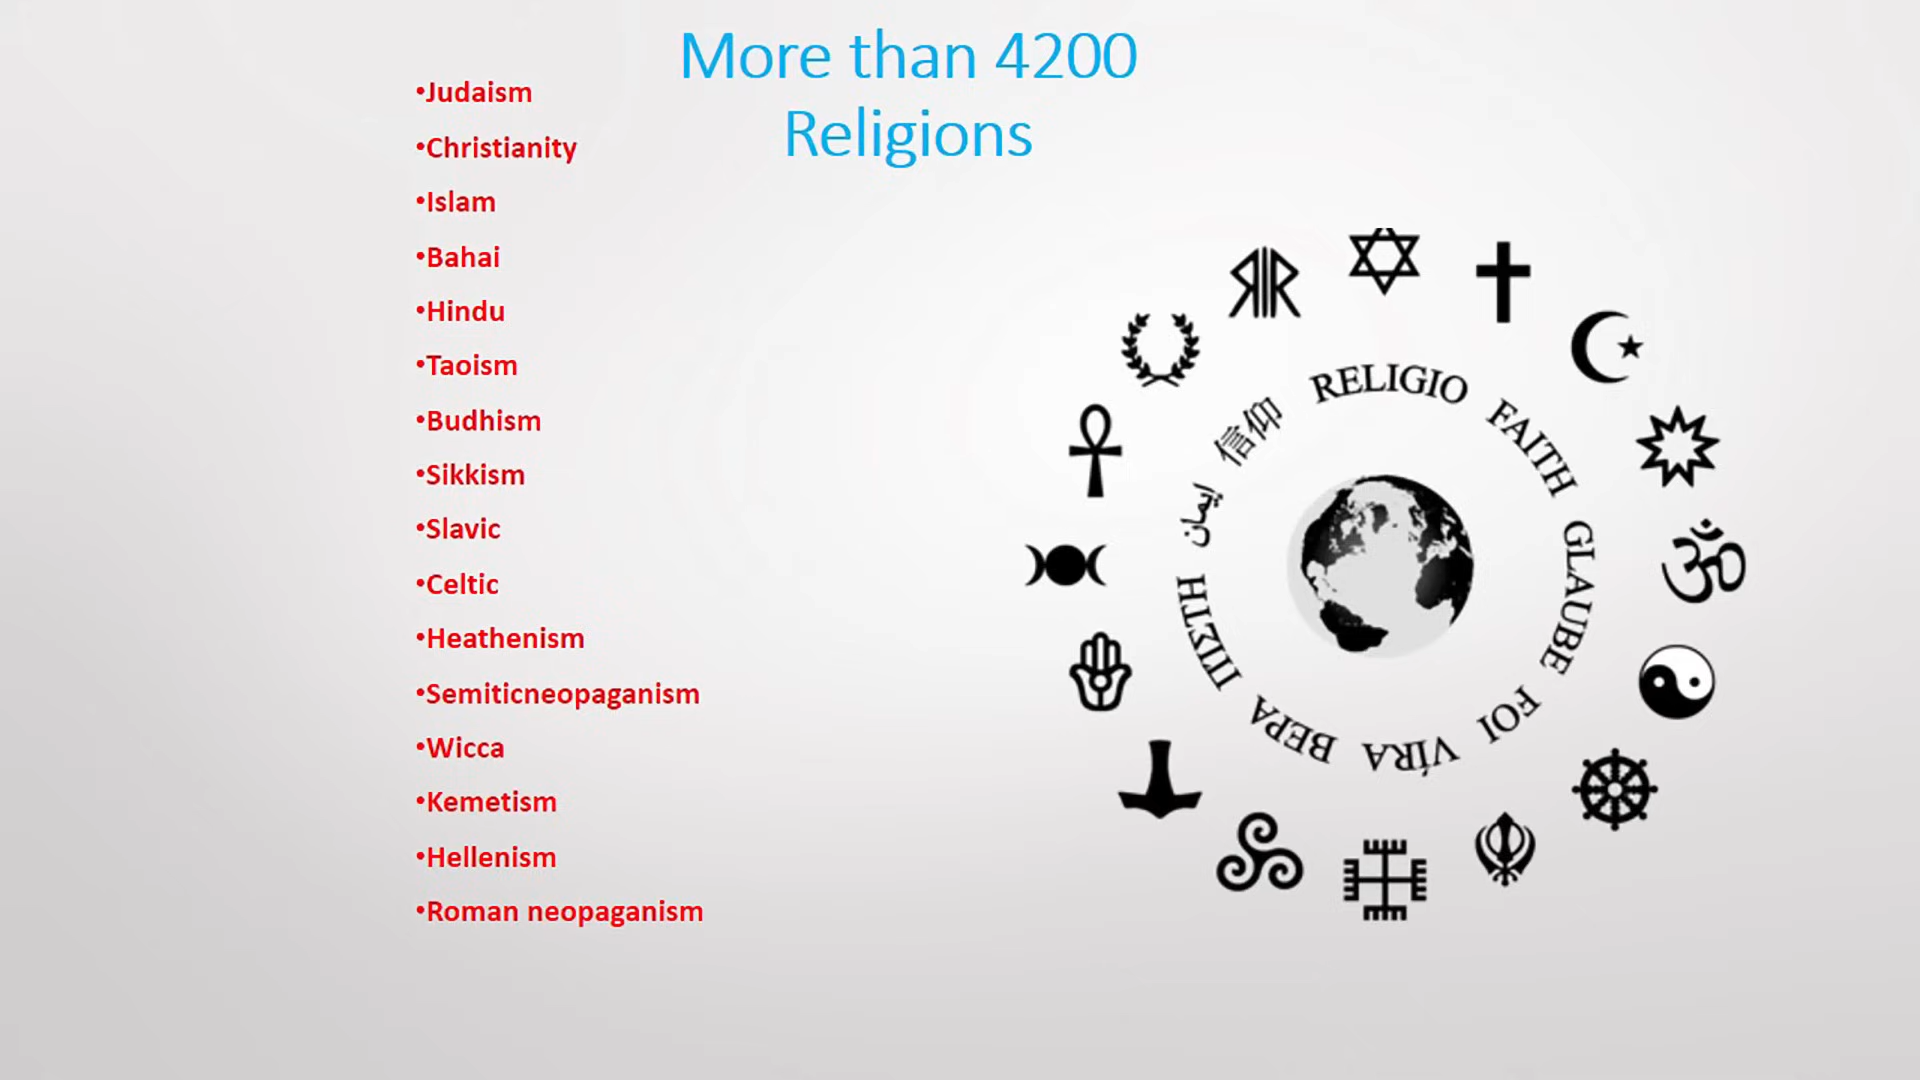 More than 4200
Religions
•Judaism
•Christianity
•Islam
•Bahai
•Hindu
•Taoism
•Budhism
•Sikkism
•Slavic
•Celtic
•Heathenism
•Semiticneopaganism
•Wicca
•Kemetism
•Hellenism
•Roman neopaganism
RELIGIO
FAITH
GLAUBE
FOI
VÍRA
ВЕРА
ΠΙΣΤΗ
ایمان
信仰